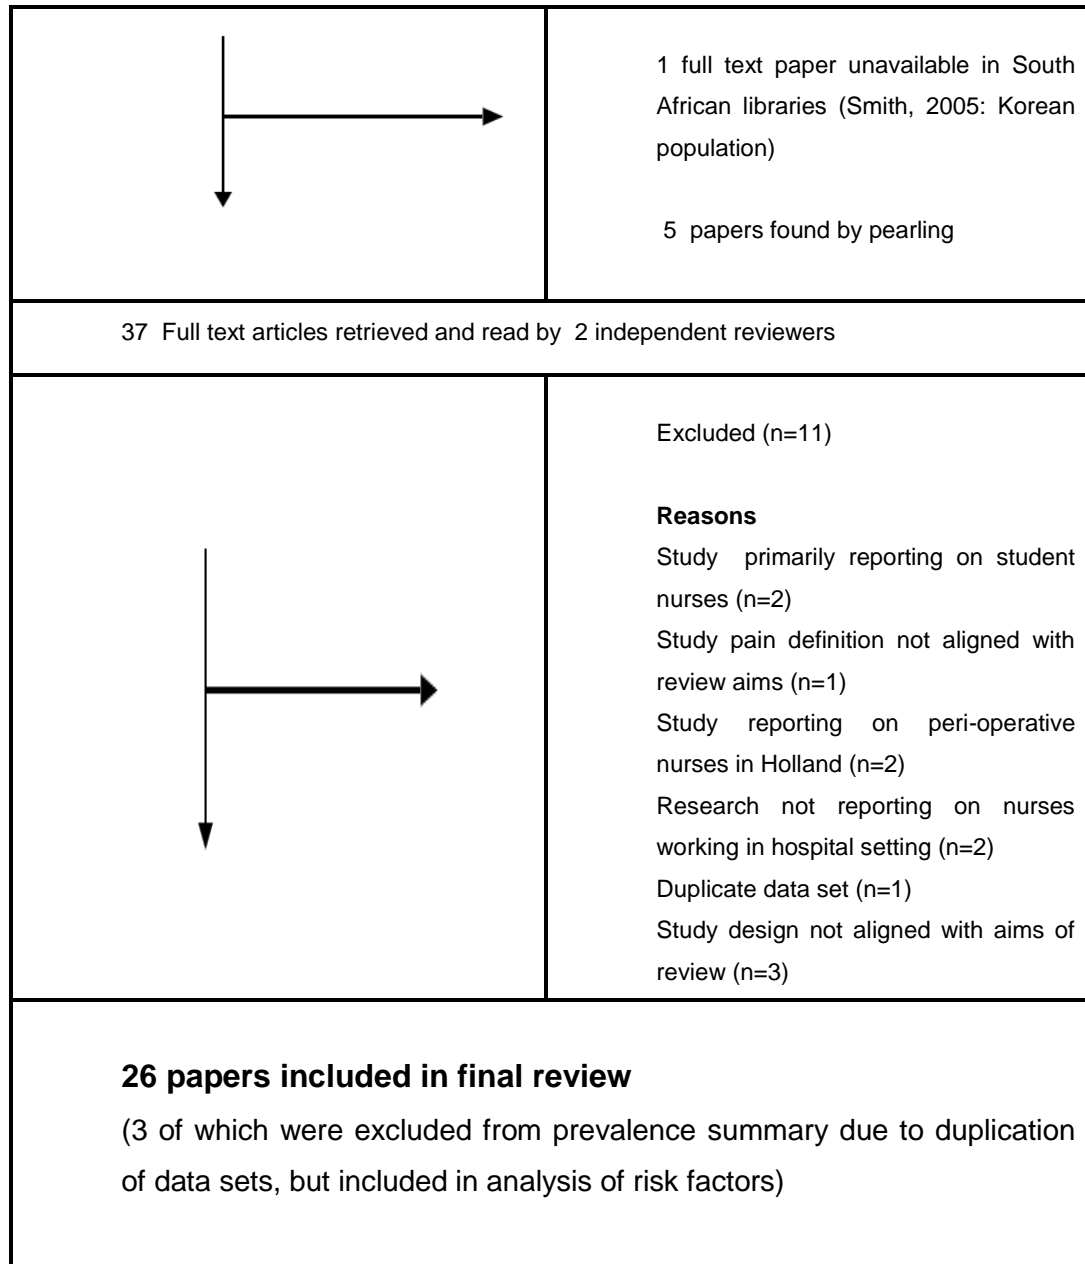 1 full text paper unavailable in South
African libraries (Smith, 2005: Korean
population)
5 papers found by pearling
37 Full text articles retrieved and read by 2 independent reviewers
Excluded (n=11)
Reasons
Study primarily reporting on student
nurses (n=2)
Study pain definition not aligned with
review aims (n=1)
Study reporting on peri-operative
nurses in Holland (n=2)
Research not reporting on nurses
working in hospital setting (n=2)
Duplicate data set (n=1)
Study design not aligned with aims of
review (n=3)
26 papers included in final review
(3 of which were excluded from prevalence summary due to duplication
of data sets, but included in analysis of risk factors)